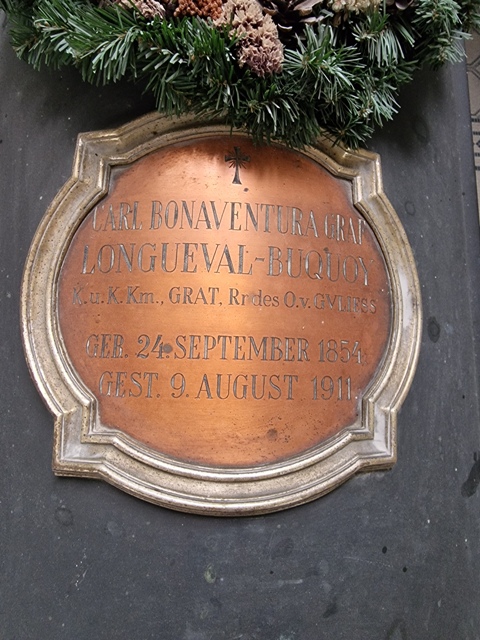 CARL BONAVENTURA GRAF
LONGUEVAL-BUQUOY
K.u.K.Km., GRAT, Rr des O.v. GVLIESS
GEB. 24. SEPTEMBER 1854.
GEST. 9. AUGUST 1911.